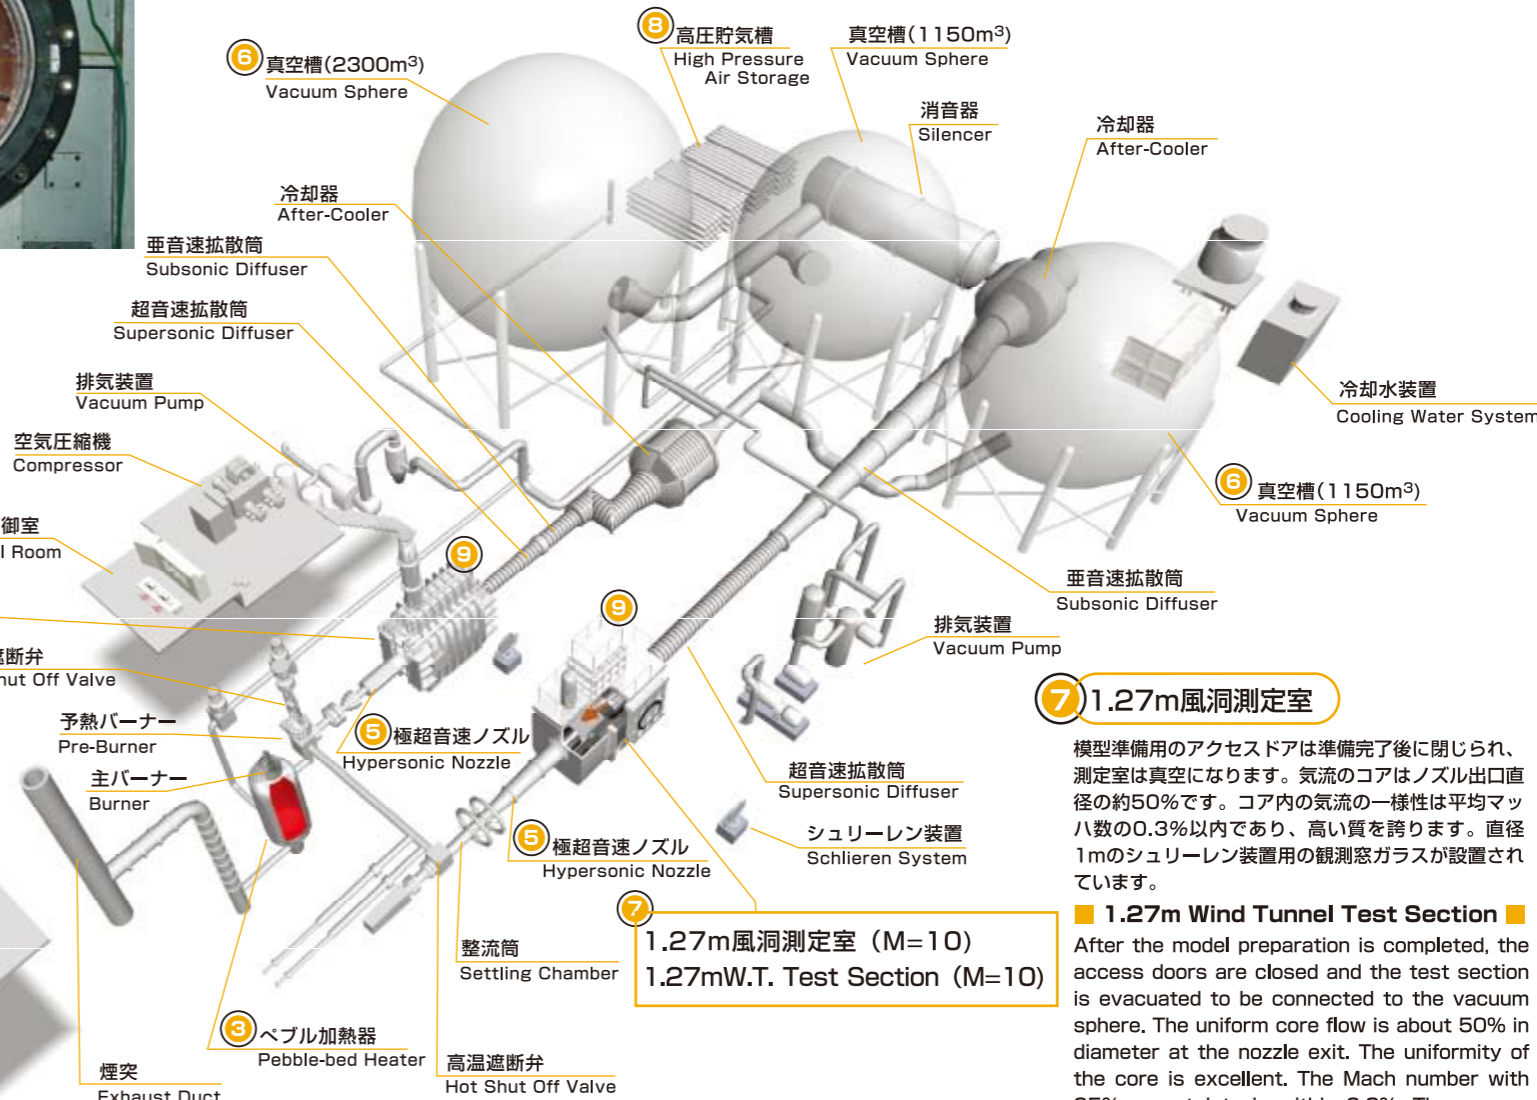 6
真空槽(2300m³)
Vacuum Sphere
8
高圧貯気槽
High Pressure
Air Storage
真空槽(1150m³)
Vacuum Sphere
消音器
Silencer
冷却器
After-Cooler
冷却器
After-Cooler
亜音速拡散筒
Subsonic Diffuser
超音速拡散筒
Supersonic Diffuser
排気装置
Vacuum Pump
空気圧縮機
Compressor
御室
l Room
9
9
冷却水装置
Cooling Water System
6
真空槽(1150m³)
Vacuum Sphere
亜音速拡散筒
Subsonic Diffuser
排気装置
Vacuum Pump
遮断弁
hut Off Valve
予熱バーナー
Pre-Burner
主バーナー
Burner
5
極超音速ノズル
Hypersonic Nozzle
超音速拡散筒
Supersonic Diffuser
シュリーレン装置
Schlieren System
5
極超音速ノズル
Hypersonic Nozzle
整流筒
Settling Chamber
3
ペブル加熱器
Pebble-bed Heater
高温遮断弁
Hot Shut Off Valve
煙突
Exhaust Duct
7
1.27m風洞測定室（M=10）
1.27mW.T. Test Section（M=10）
7
1.27m風洞測定室
模型準備用のアクセスドアは準備完了後に閉じられ、
測定室は真空になります。気流のコアはノズル出口直
径の約50%です。コア内の気流の一様性は平均マッ
ハ数の0.3%以内であり、高い質を誇ります。直径
1mのシュリーレン装置用の観測窓ガラスが設置され
ています。
■ 1.27m Wind Tunnel Test Section ■
After the model preparation is completed, the
access doors are closed and the test section
is evacuated to be connected to the vacuum
sphere. The uniform core flow is about 50% in
diameter at the nozzle exit. The uniformity of
the core is excellent. The Mach number with